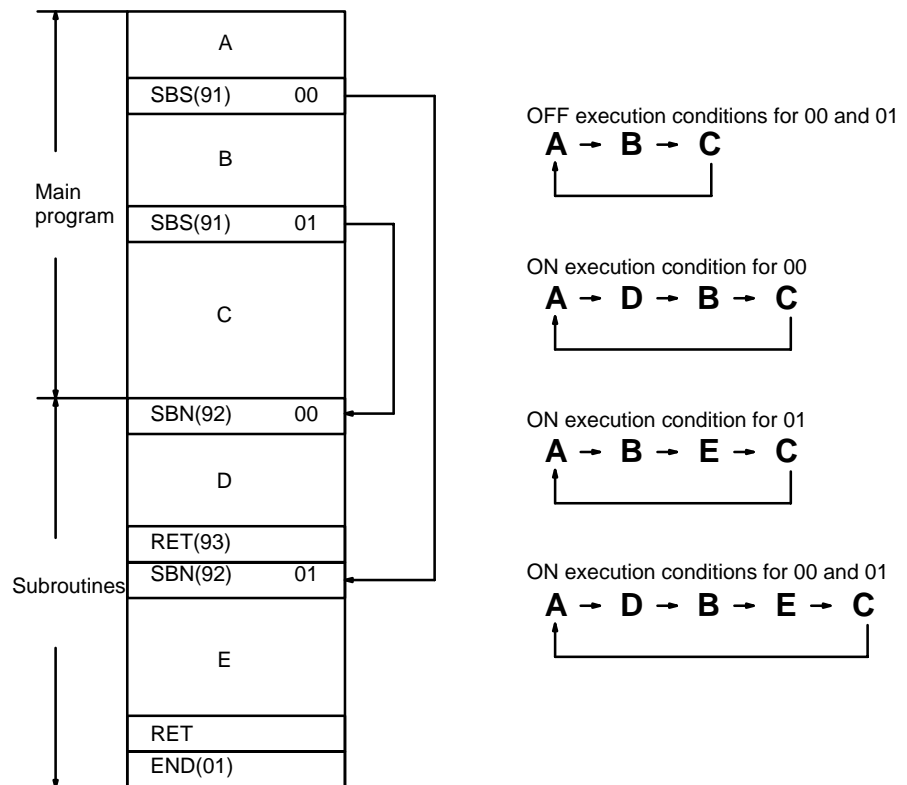 A
SBS(91) 00
B
Main
program
SBS(91) 01
C
SBN(92) 00
D
RET(93)
SBN(92) 01
Subroutines
E
RET
END(01)
OFF execution conditions for 00 and 01
A → B → C
ON execution condition for 00
A → D → B → C
ON execution condition for 01
A → B → E → C
ON execution conditions for 00 and 01
A → D → B → E → C